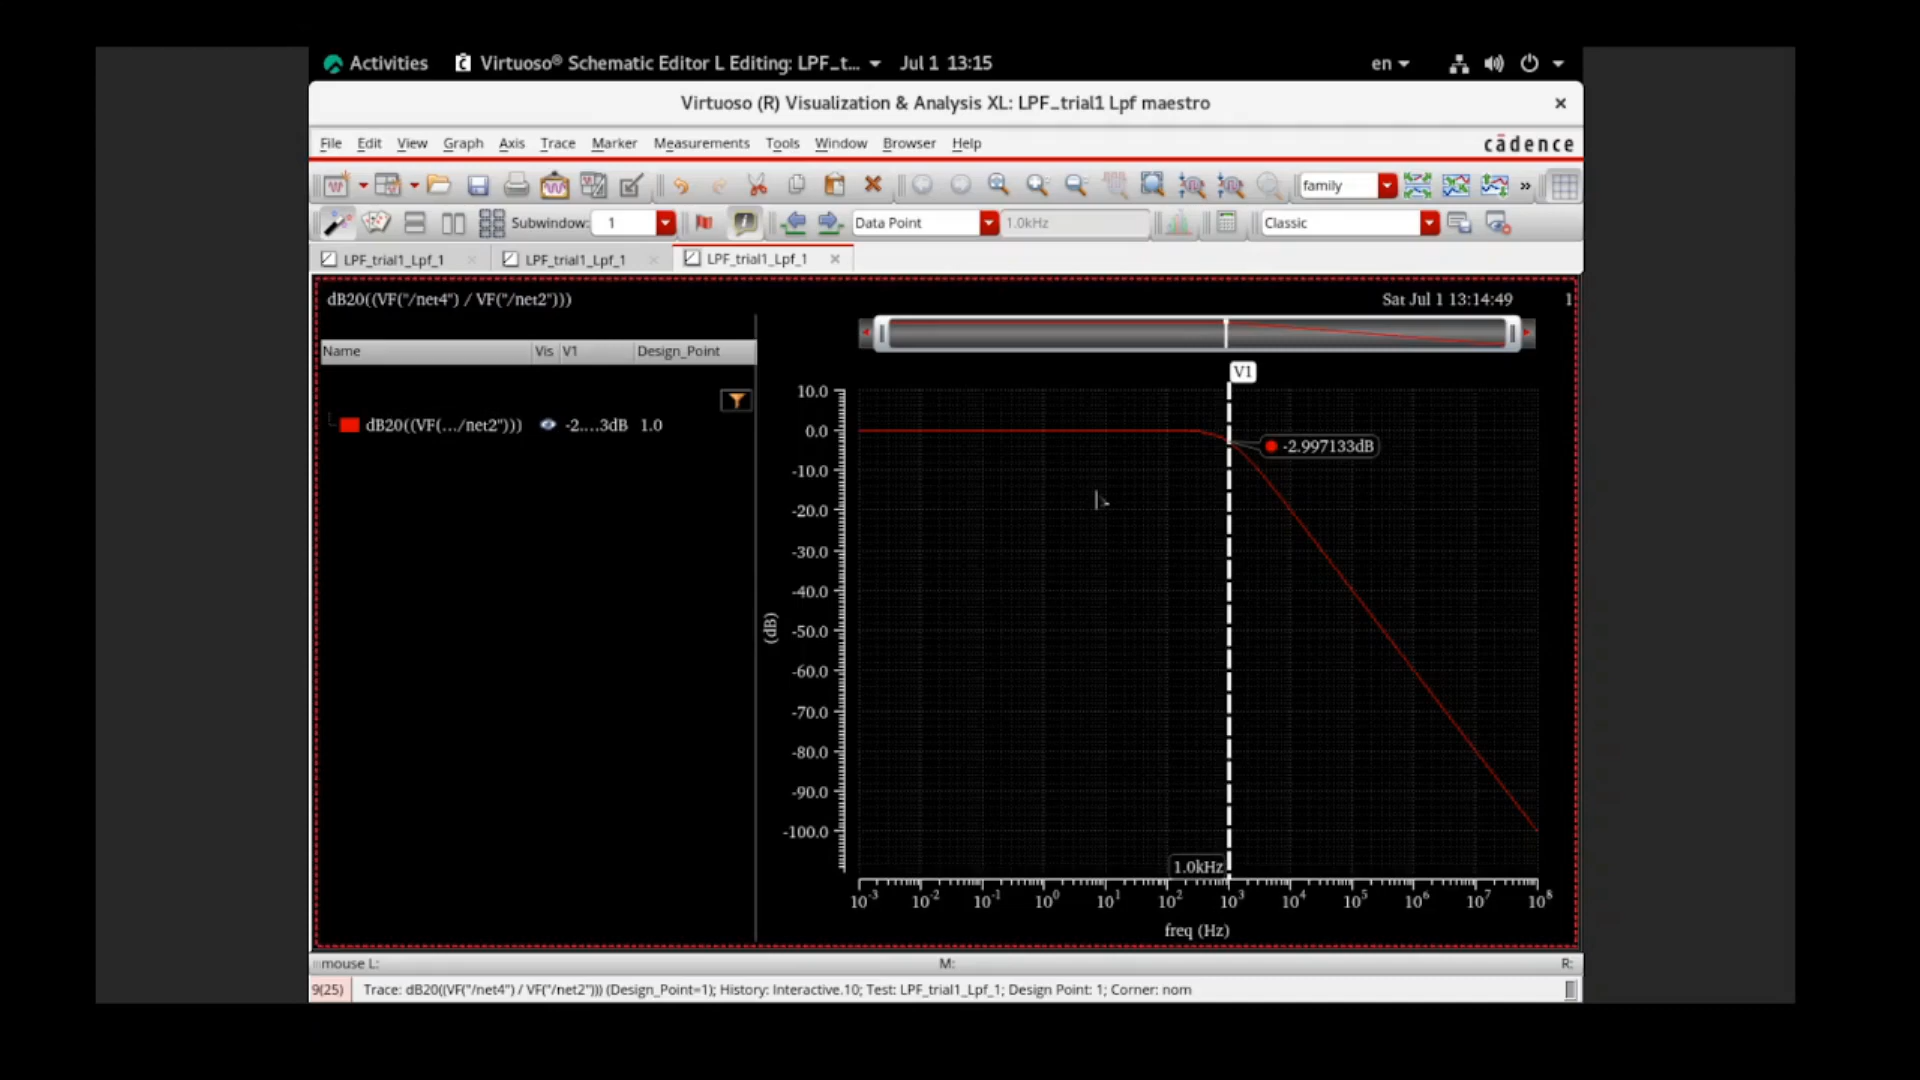 Activities
Virtuoso® Schematic Editor L Editing: LPF_t...
Jul 1 13:15
en
Virtuoso (R) Visualization & Analysis XL: LPF_trial1 Lpf maestro
File Edit View Graph Axis Trace Marker Measurements Tools Window Browser Help
cādence
family
»
Subwindow: 1
Data Point
1.0kHz
Classic
LPF_trial1_Lpf_1
LPF_trial1_Lpf_1
LPF_trial1_Lpf_1
dB20((VF("/net4") / VF("/net2")))
Sat Jul 1 13:14:49
1
Name Vis V1 Design_Point
dB20((VF(.../net2"))) -2....3dB 1.0
V1
10.0
0.0
-2.997133dB
-10.0
-20.0
-30.0
-40.0
-50.0
(dB)
-60.0
-70.0
-80.0
-90.0
-100.0
1.0kHz
10⁻³ 10⁻² 10⁻¹ 10⁰ 10¹ 10² 10³ 10⁴ 10⁵ 10⁶ 10⁷ 10⁸
freq (Hz)
mouse L: M: R:
9(25) Trace: dB20((VF("/net4") / VF("/net2"))) (Design_Point=1); History: Interactive.10; Test: LPF_trial1_Lpf_1; Design Point: 1; Corner: nom